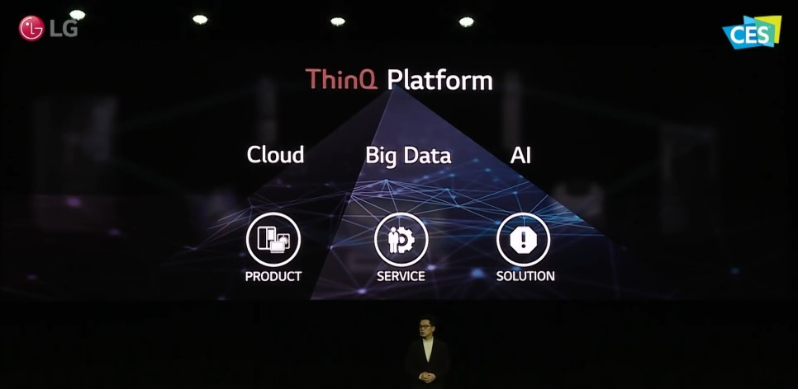 LG
CES
ThinQ Platform
Cloud
Big Data
AI
PRODUCT
SERVICE
SOLUTION